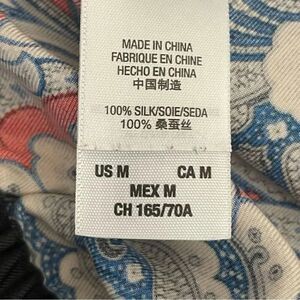 MADE IN CHINA
FABRIQUE EN CHINE
HECHO EN CHINA
中国制造
100% SILK/SOIE/SEDA
100% 桑蚕丝
US M CA M
MEX M
CH 165/70A